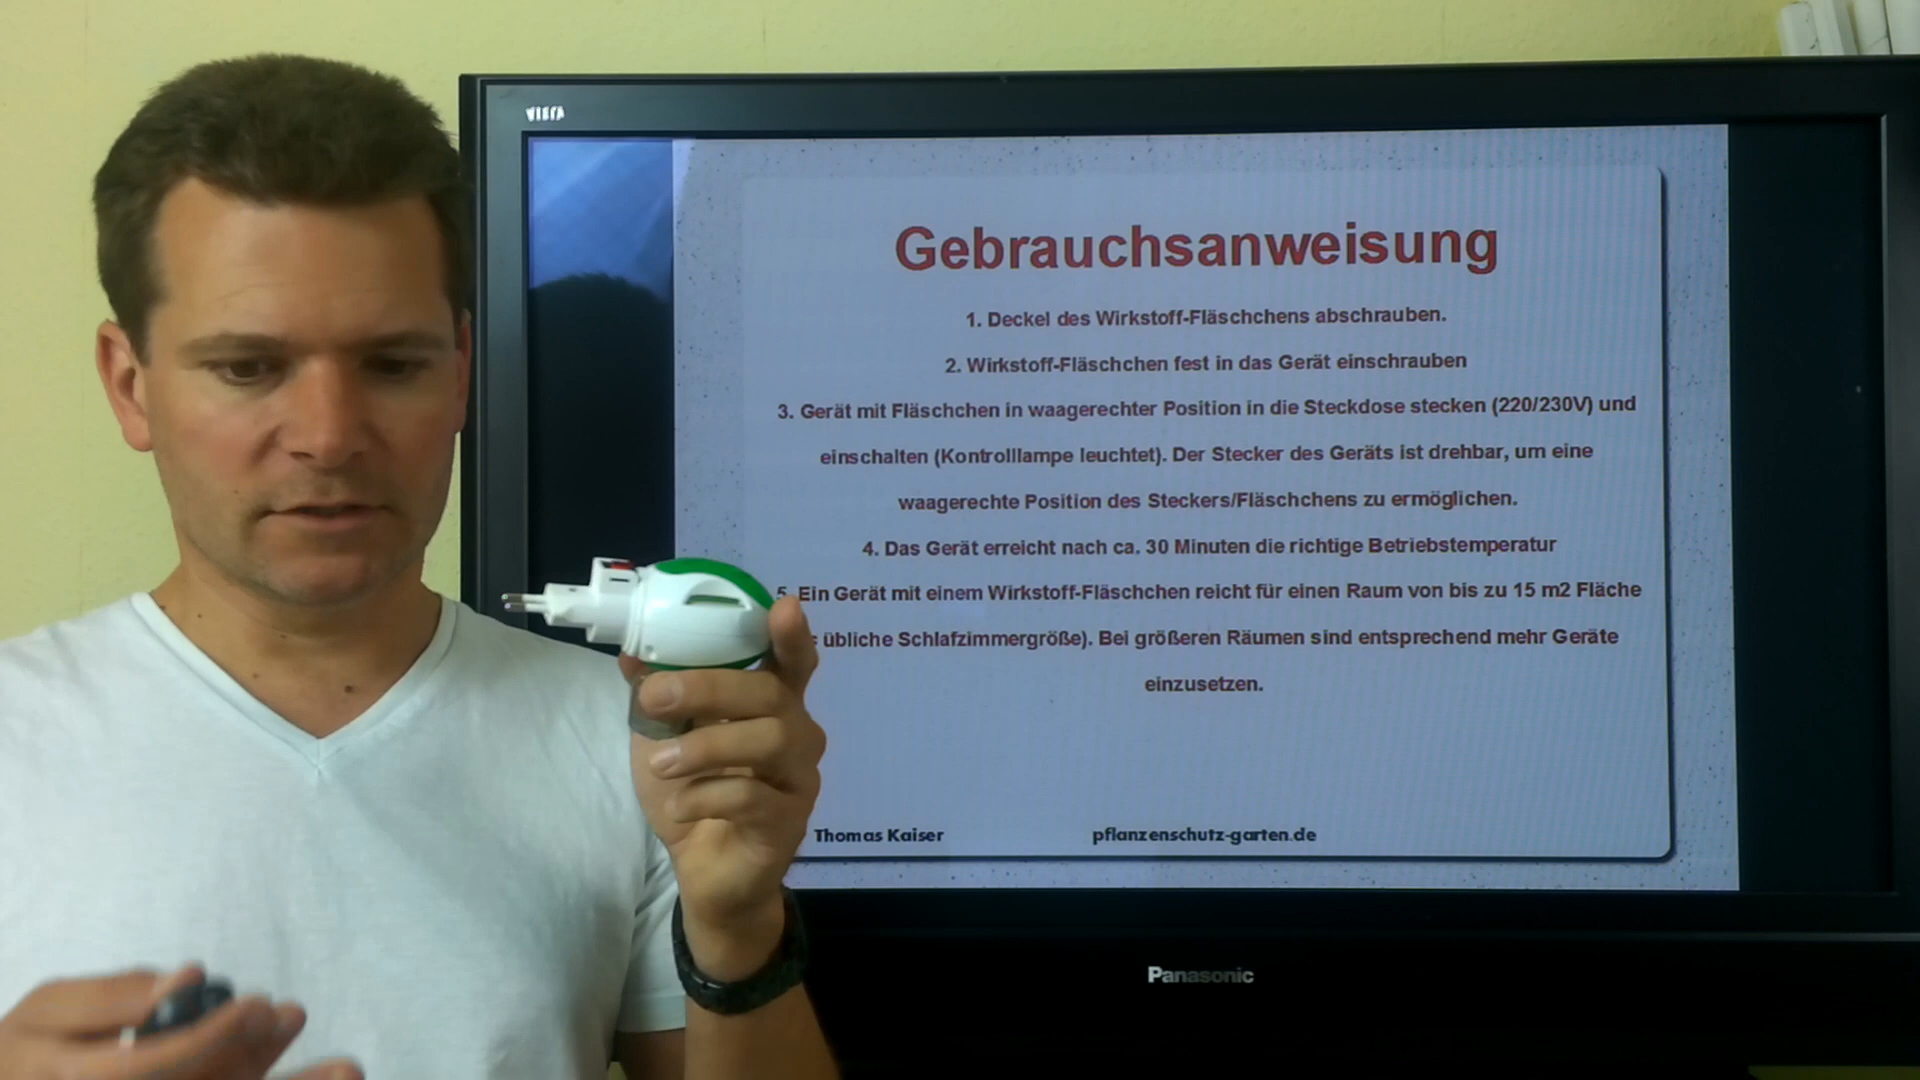 VIERA
Gebrauchsanweisung
1. Deckel des Wirkstoff-Fläschchens abschrauben.
2. Wirkstoff-Fläschchen fest in das Gerät einschrauben
3. Gerät mit Fläschchen in waagerechter Position in die Steckdose stecken (220/230V) und
einschalten (Kontrolllampe leuchtet). Der Stecker des Geräts ist drehbar, um eine
waagerechte Position des Steckers/Fläschchens zu ermöglichen.
4. Das Gerät erreicht nach ca. 30 Minuten die richtige Betriebstemperatur
5. Ein Gerät mit einem Wirkstoff-Fläschchen reicht für einen Raum von bis zu 15 m2 Fläche
übliche Schlafzimmergröße). Bei größeren Räumen sind entsprechend mehr Geräte
einzusetzen.
Thomas Kaiser pflanzenschutz-garten.de
Panasonic